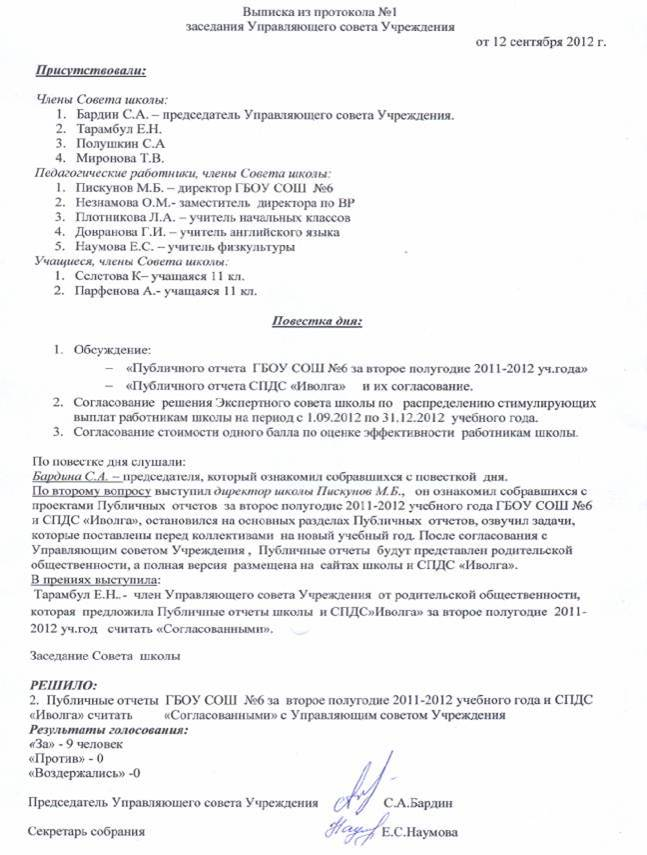 Выписка из протокола №1
заседания Управляющего совета Учреждения
от 12 сентября 2012 г.
Присутствовали:
Члены Совета школы:
1. Бардин С.А. – председатель Управляющего совета Учреждения.
2. Тарамбул Е.Н.
3. Полушкин С.А
4. Миронова Т.В.
Педагогические работники, члены Совета школы:
1. Пискунов М.Б. – директор ГБОУ СОШ №6
2. Незнамова О.М.- заместитель директора по ВР
3. Плотникова Л.А. – учитель начальных классов
4. Довранова Г.И. – учитель английского языка
5. Наумова Е.С. – учитель физкультуры
Учащиеся, члены Совета школы:
1. Селетова К– учащаяся 11 кл.
2. Парфенова А.- учащаяся 11 кл.
Повестка дня:
1. Обсуждение:
– «Публичного отчета ГБОУ СОШ №6 за второе полугодие 2011-2012 уч.года»
– «Публичного отчета СПДС «Иволга» и их согласование.
2. Согласование решения Экспертного совета школы по распределению стимулирующих
выплат работникам школы на период с 1.09.2012 по 31.12.2012 учебного года.
3. Согласование стоимости одного балла по оценке эффективности работникам школы.
По повестке дня слушали:
Бардина С.А. – председателя, который ознакомил собравшихся с повесткой дня.
По второму вопросу выступил директор школы Пискунов М.Б., он ознакомил собравшихся с
проектами Публичных отчетов за второе полугодие 2011-2012 учебного года ГБОУ СОШ №6
и СПДС «Иволга», остановился на основных разделах Публичных отчетов, озвучил задачи,
которые поставлены перед коллективами на новый учебный год. После согласования с
Управляющим советом Учреждения , Публичные отчеты будут представлен родительской
общественности, а полная версия размещена на сайтах школы и СПДС «Иволга».
В прениях выступила:
Тарамбул Е.Н.. - член Управляющего совета Учреждения от родительской общественности,
которая предложила Публичные отчеты школы и СПДС»Иволга» за второе полугодие 2011-
2012 уч.год считать «Согласованными».
Заседание Совета школы
РЕШИЛО:
2. Публичные отчеты ГБОУ СОШ №6 за второе полугодие 2011-2012 учебного года и СПДС
«Иволга» считать «Согласованными» с Управляющим советом Учреждения
Результаты голосования:
«За» - 9 человек
«Против» - 0
«Воздержались» -0
Председатель Управляющего совета Учреждения С.А.Бардин
Секретарь собрания Е.С.Наумова